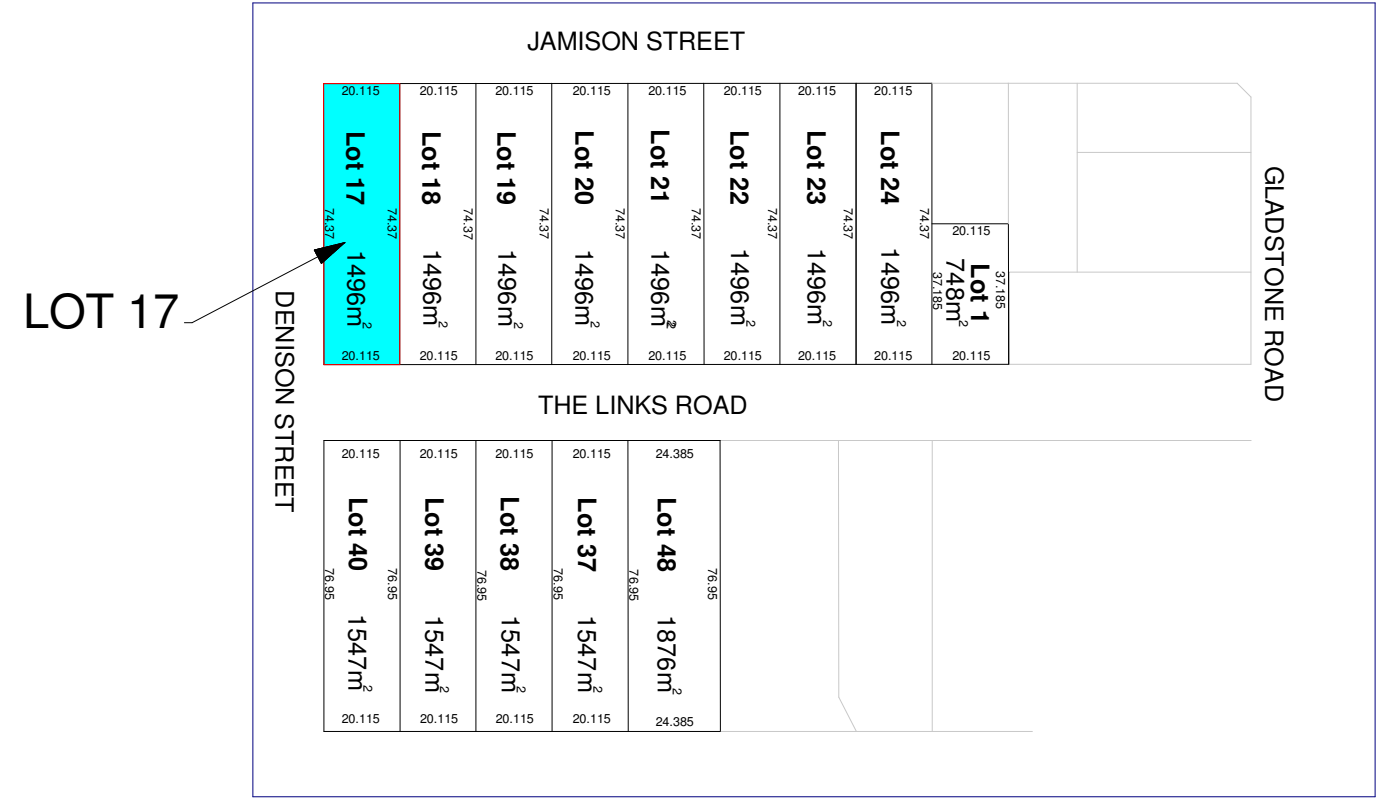 JAMISON STREET
20.115 20.115 20.115 20.115 20.115 20.115 20.115 20.115
Lot 17 Lot 18 Lot 19 Lot 20 Lot 21 Lot 22 Lot 23 Lot 24
74.37 74.37 74.37 74.37 74.37 74.37 74.37 74.37 74.37
1496m² 1496m² 1496m² 1496m² 1496m² 1496m² 1496m² 1496m²
20.115
Lot 1
748m²
37.185 37.185
20.115 20.115 20.115 20.115 20.115 20.115 20.115 20.115 20.115
GLADSTONE ROAD
LOT 17
DENISON STREET
THE LINKS ROAD
20.115 20.115 20.115 20.115 24.385
Lot 40 Lot 39 Lot 38 Lot 37 Lot 48
76.95 76.95 76.95 76.95 76.95 76.95
1547m² 1547m² 1547m² 1547m² 1876m²
20.115 20.115 20.115 20.115 24.385